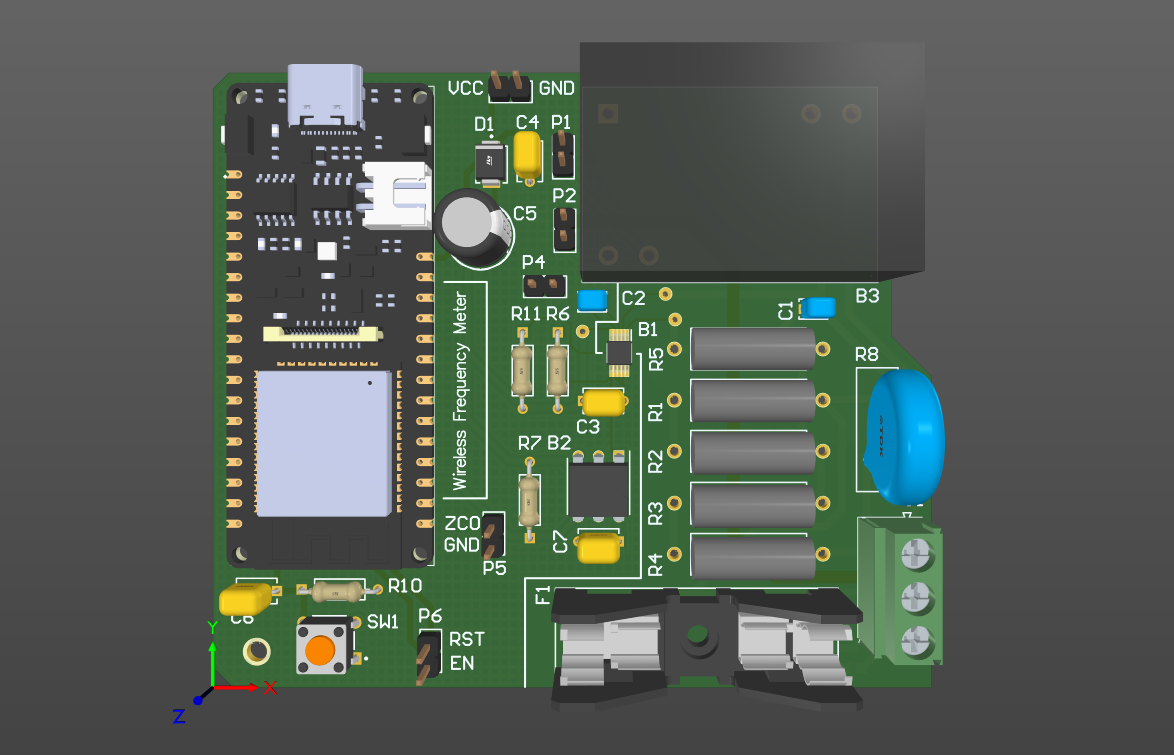 VCC GND
D1 C4 P1
P2
C5
P4
C2
C1 B3
R11 R6 B1
R5 R8
Wireless Frequency Meter
R1
C3
R7 B2
R2
R3
ZCO
GND
C7
P5
R4
R10
F1
C6
SW1
P6
RST
EN
Y
X
Z